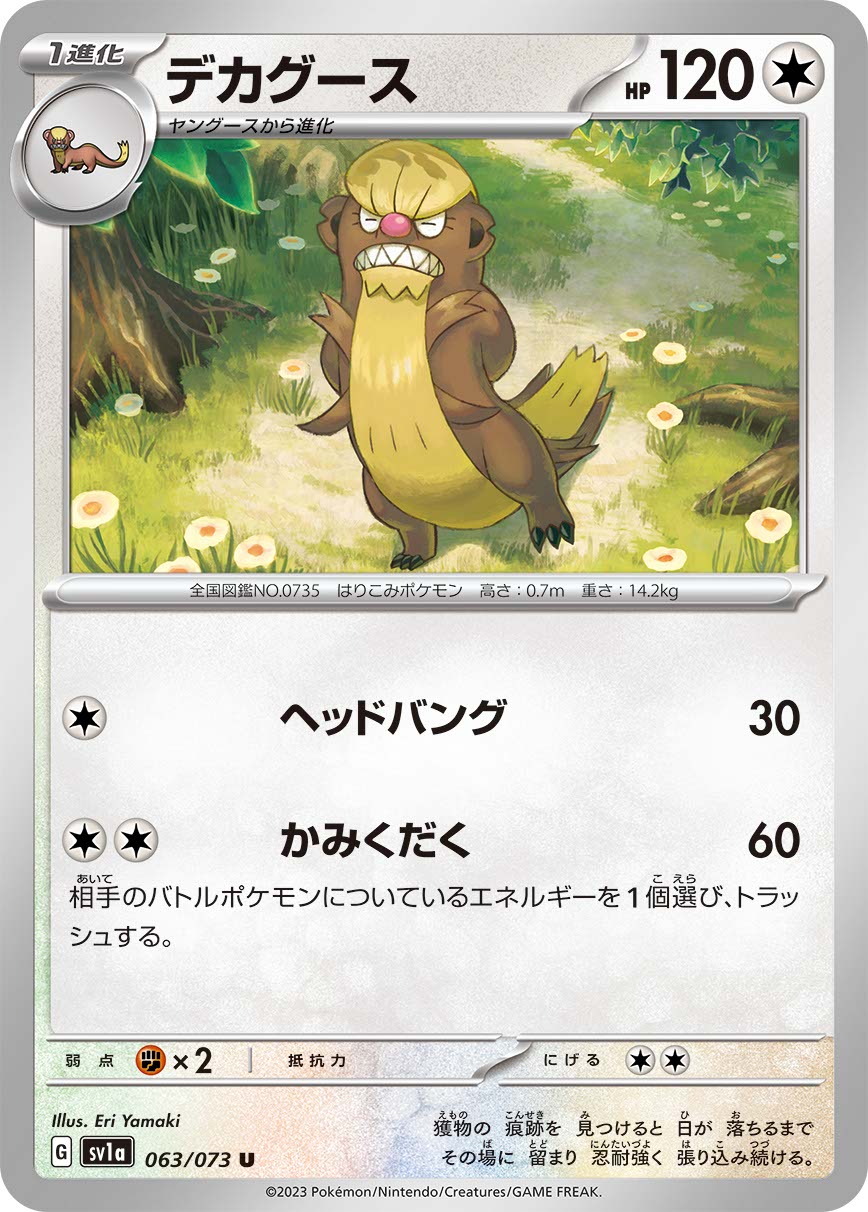 1進化
デカグース
HP 120
ヤングースから進化
全国図鑑NO.0735 はりこみポケモン 高さ:0.7m 重さ:14.2kg
ヘッドバング 30
かみくだく 60
相手のバトルポケモンについているエネルギーを1個選び、トラッ
シュする。
弱点 ×2 抵抗力 にげる
Illus. Eri Yamaki
獲物の 痕跡を 見つけると 日が 落ちるまで
その場に 留まり 忍耐強く 張り込み続ける。
G sv1a 063/073 U
©2023 Pokémon/Nintendo/Creatures/GAME FREAK.